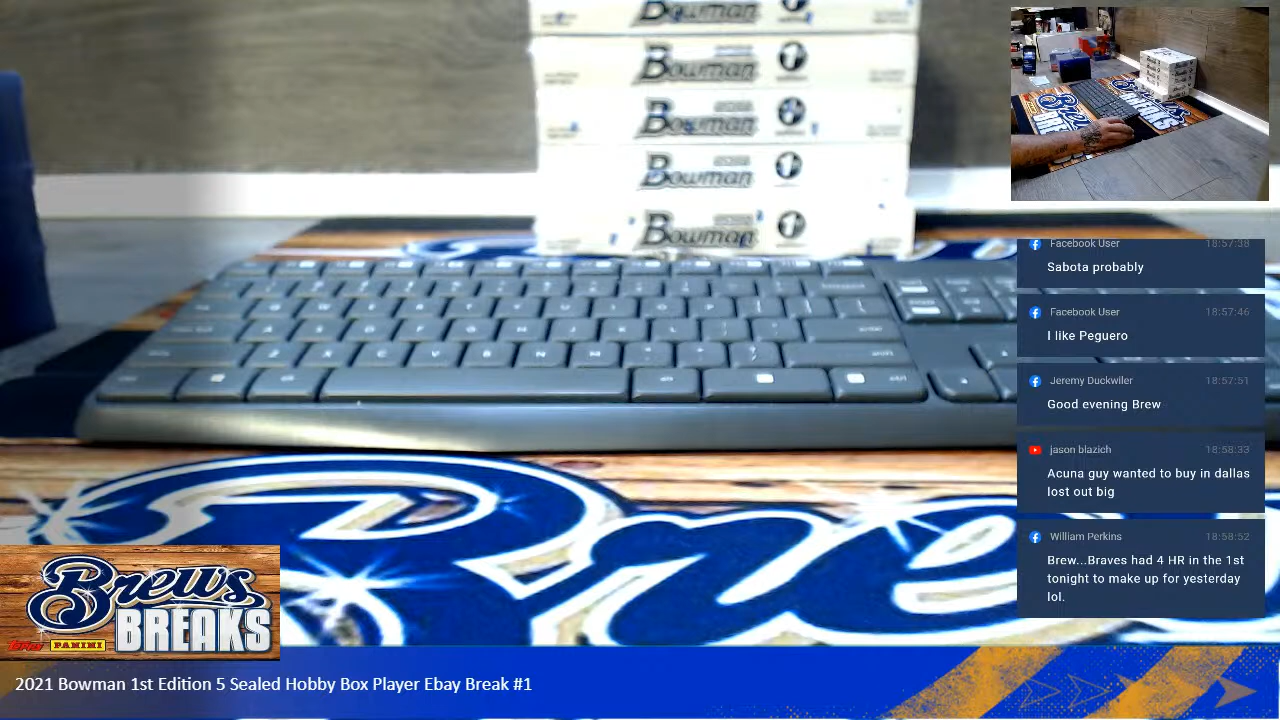 Bowman
Bowman
Bowman
Bowman
Bowman
Facebook User 18:57:38
Sabota probably
Facebook User 18:57:46
I like Peguero
Jeremy Duckwiler 18:57:51
Good evening Brew
jason blazich 18:58:33
Acuna guy wanted to buy in dallas
lost out big
William Perkins 18:58:52
Brew...Braves had 4 HR in the 1st
tonight to make up for yesterday
lol.
Brews
BREAKS
Topps PANINI
2021 Bowman 1st Edition 5 Sealed Hobby Box Player Ebay Break #1